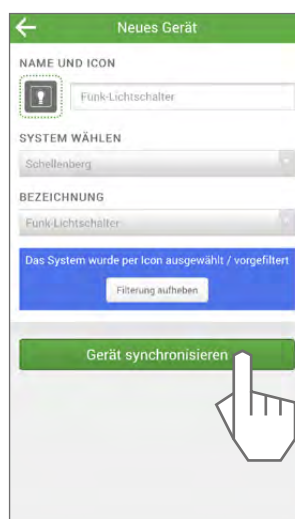 Neues Gerät
NAME UND ICON
Funk-Lichtschalter
SYSTEM WÄHLEN
Schellenberg
BEZEICHNUNG
Funk-Lichtschalter
Das System wurde per Icon ausgewählt / vorgefiltert
Filterung aufheben
Gerät synchronisieren